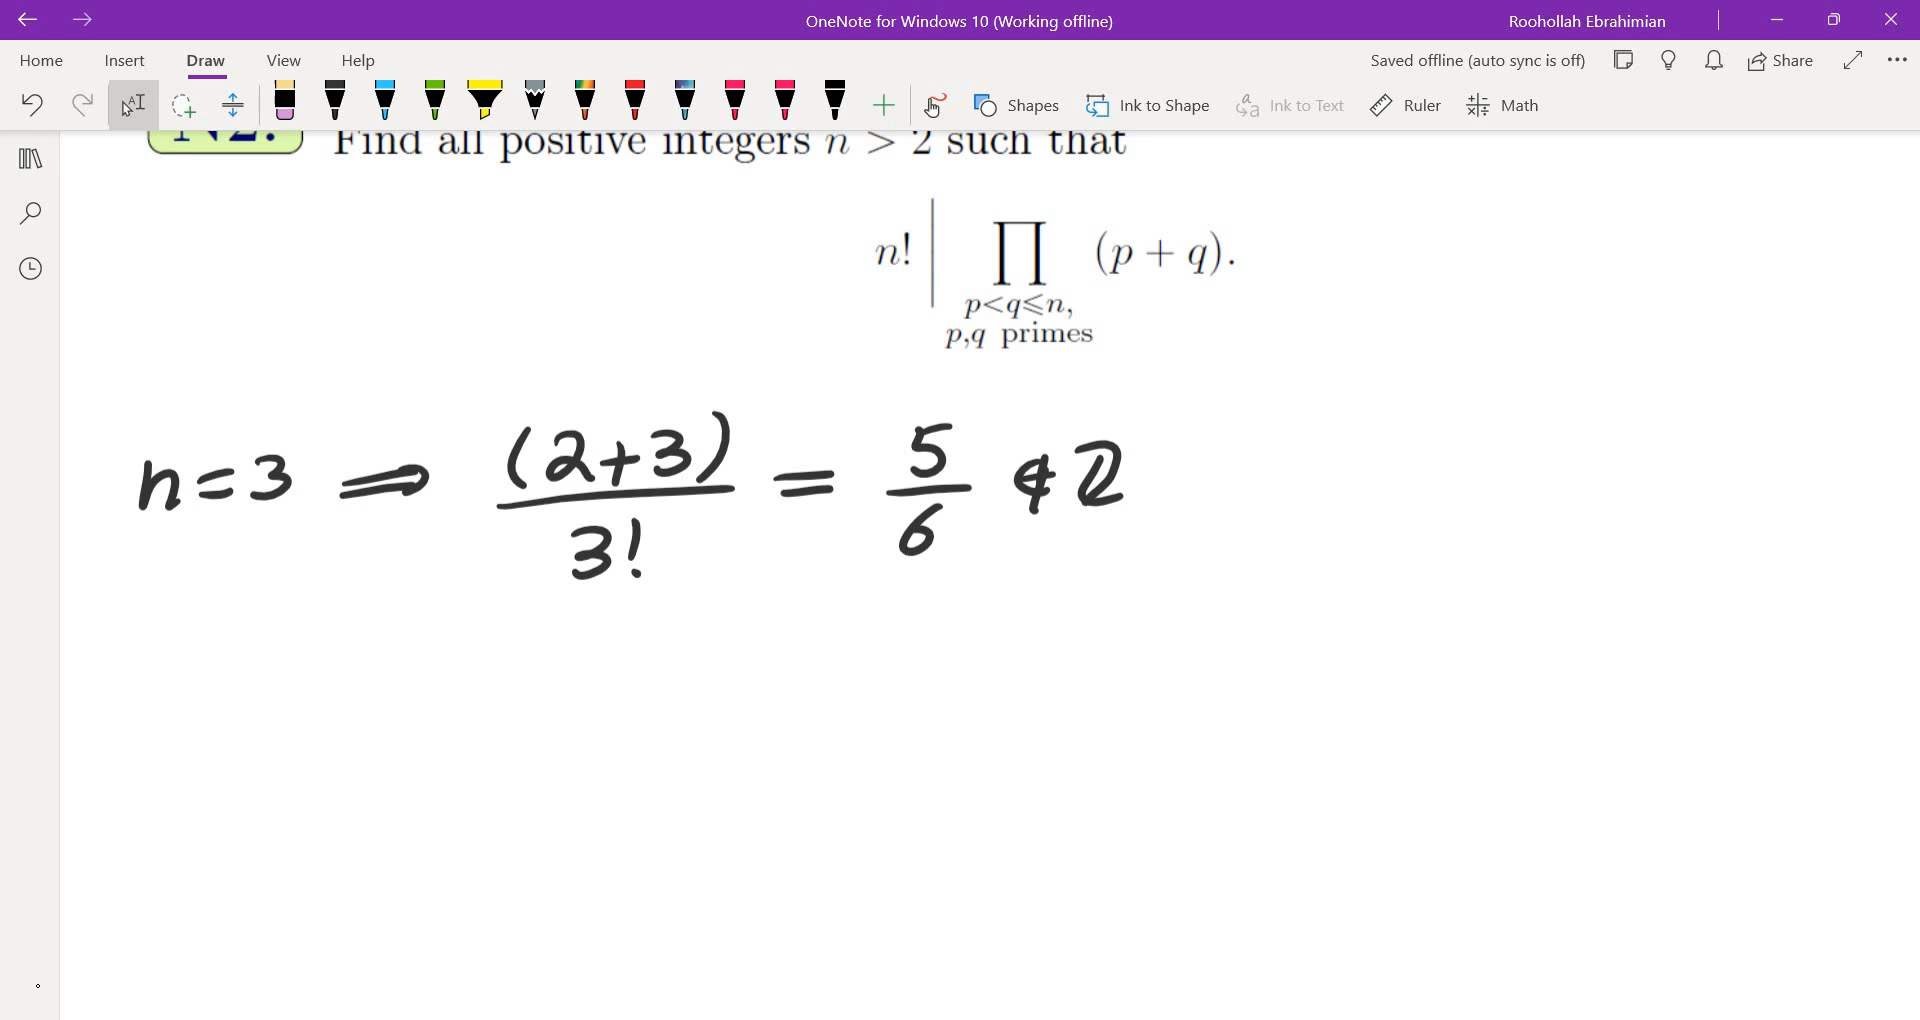 OneNote for Windows 10 (Working offline)
Roohollah Ebrahimian
Home Insert Draw View Help
Saved offline (auto sync is off) Share
Shapes Ink to Shape Ink to Text Ruler Math
N2. Find all positive integers n > 2 such that
n! | ∏ (p + q).
p<q⩽n,
p,q primes
n=3 ⟹ (2+3)/3! = 5/6 ∉ ℤ